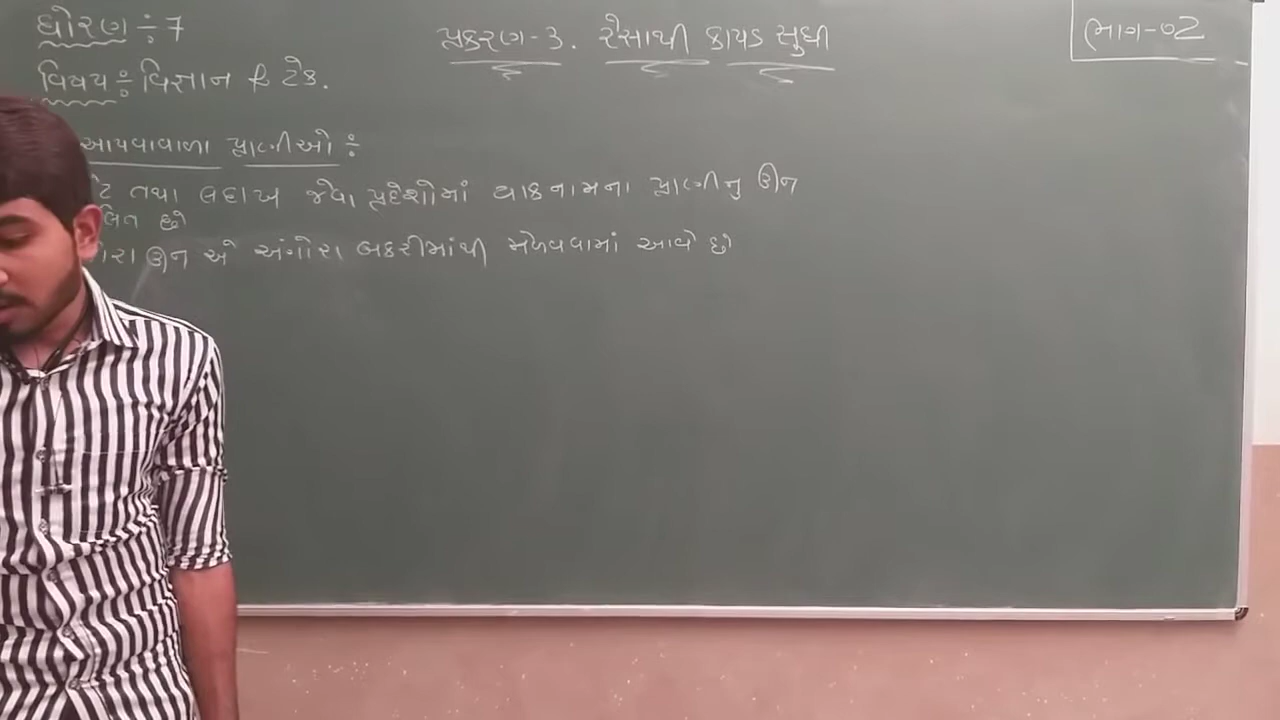 ધોરણ ÷ 7
પ્રકરણ-3. રેસાથી કાપડ સુધી
ભાગ-02
વિષય ÷ વિજ્ઞાન & ટેક.
આપવાવાળા પ્રાણીઓ ÷
તથા લદાખ જેવા પ્રદેશોમાં યાકનામના પ્રાણીનુ ઊન
છે
ઊન એ અંગોરા બકરીમાંથી મેળવવામાં આવે છે